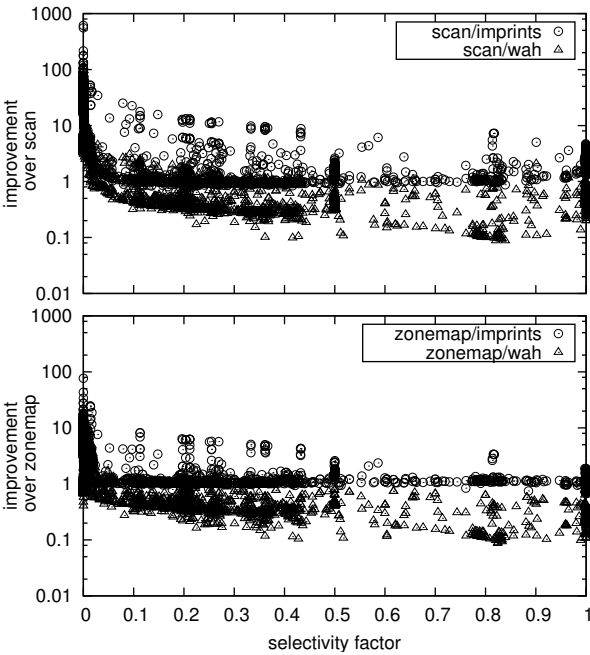 1000
scan/imprints
scan/wah
100
10
1
0.1
0.01
improvement
over scan
1000
zonemap/imprints
zonemap/wah
100
10
1
0.1
0.01
improvement
over zonemap
0 0.1 0.2 0.3 0.4 0.5 0.6 0.7 0.8 0.9 1
selectivity factor